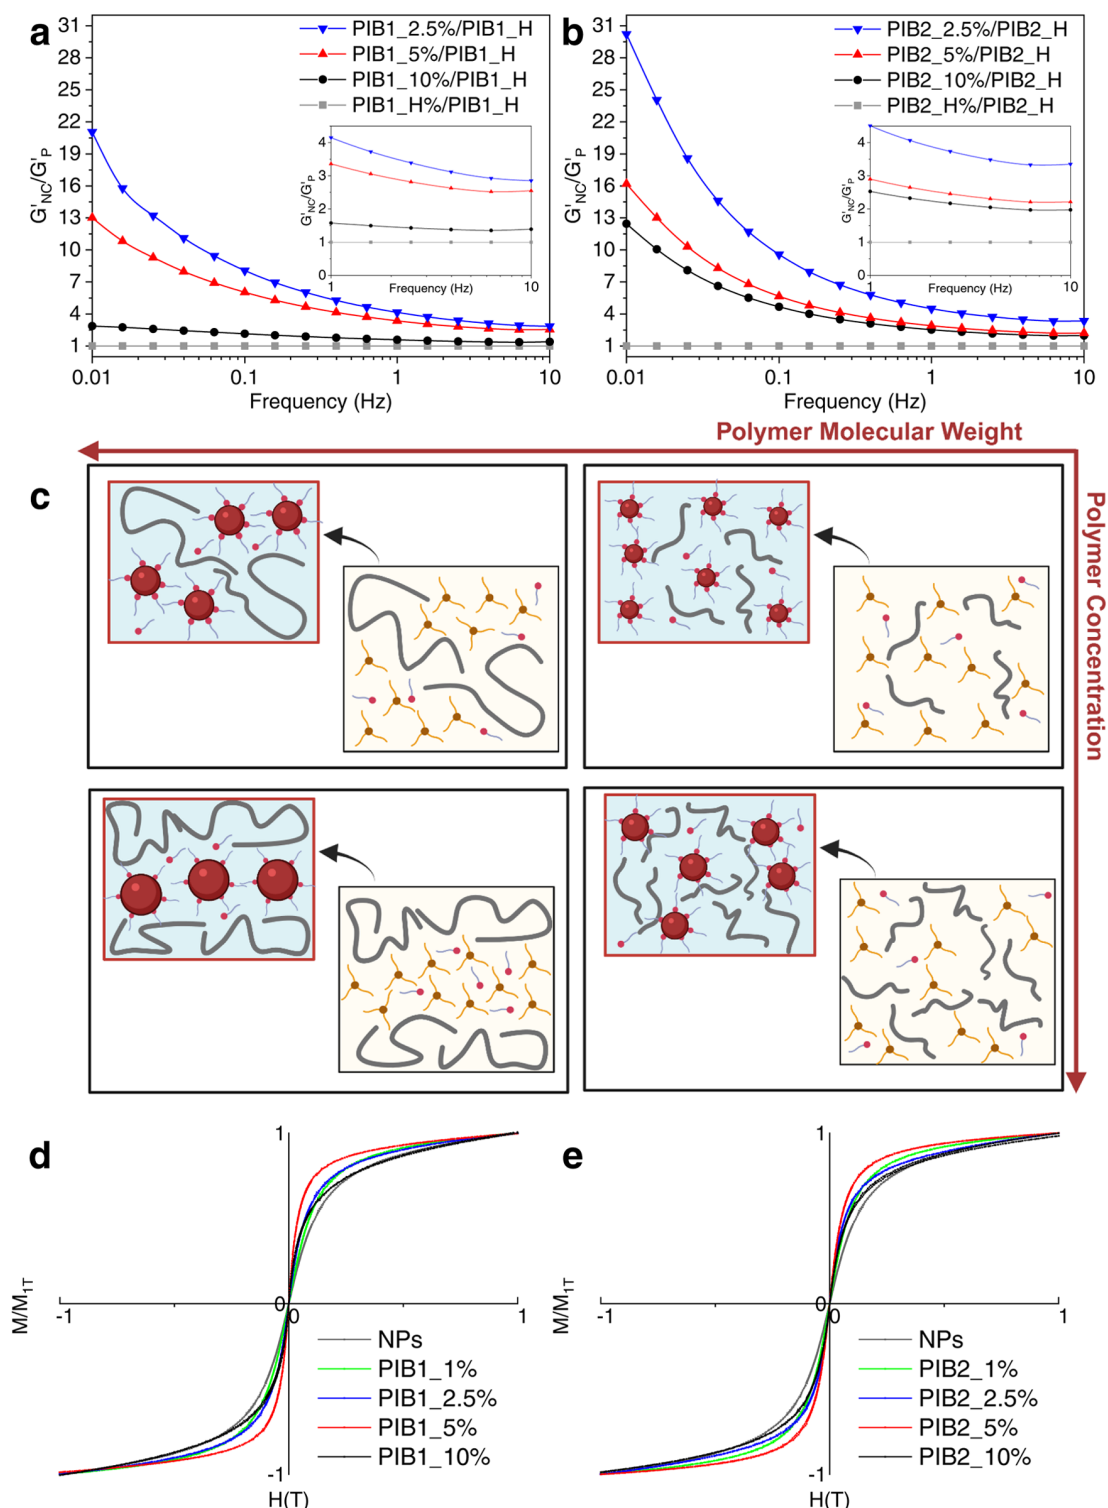 a
PIB1_2.5%/PIB1_H
PIB1_5%/PIB1_H
PIB1_10%/PIB1_H
PIB1_H%/PIB1_H
31
28
25
22
19
16
13
10
7
4
1
G'NC/G'P
0.01
0.1
1
10
Frequency (Hz)
4
3
2
1
0
G'NC/G'P
1
10
Frequency (Hz)
b
PIB2_2.5%/PIB2_H
PIB2_5%/PIB2_H
PIB2_10%/PIB2_H
PIB2_H%/PIB2_H
31
28
25
22
19
16
13
10
7
4
1
G'NC/G'P
0.01
0.1
1
10
Frequency (Hz)
4
3
2
1
0
G'NC/G'P
1
10
Frequency (Hz)
Polymer Molecular Weight
c
Polymer Concentration
d
1
M/M1T
-1
0
0
1
NPs
PIB1_1%
PIB1_2.5%
PIB1_5%
PIB1_10%
-1
H(T)
e
1
M/M1T
-1
0
0
1
NPs
PIB2_1%
PIB2_2.5%
PIB2_5%
PIB2_10%
-1
H(T)